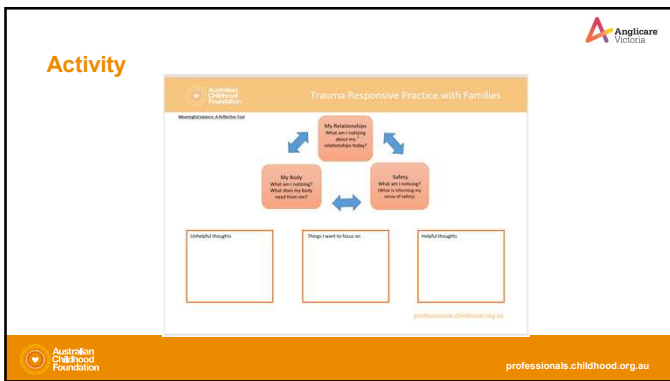 Anglicare
Victoria
Activity
Australian
Childhood
Foundation
Trauma Responsive Practice with Families
Meaningful balance: A Reflective Tool
My Relationships
What am I noticing
about my
relationships today?
My Body
What am I noticing?
What does my body
need from me?
Safety
What am I noticing?
(What is informing my
sense of safety)
Unhelpful thoughts
Things I want to focus on
Helpful thoughts
professionals.childhood.org.au
Australian
Childhood
Foundation
professionals.childhood.org.au